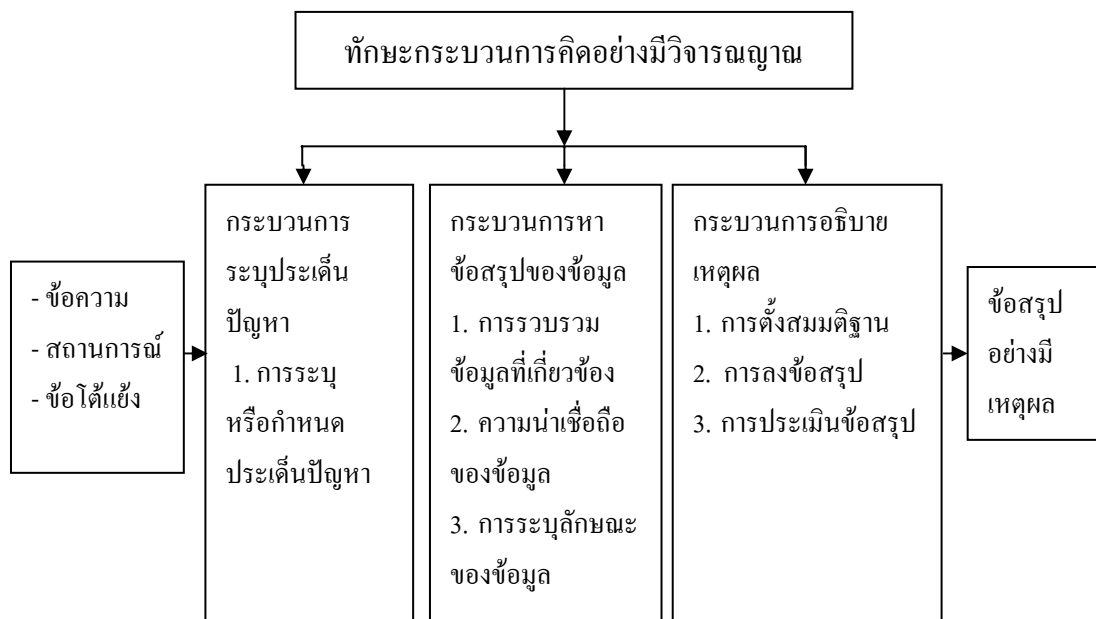 ทักษะกระบวนการคิดอย่างมีวิจารณญาณ
- ข้อความ
- สถานการณ์
- ข้อโต้แย้ง
กระบวนการ
ระบุประเด็น
ปัญหา
1. การระบุ
หรือกำหนด
ประเด็นปัญหา
กระบวนการหา
ข้อสรุปของข้อมูล
1. การรวบรวม
ข้อมูลที่เกี่ยวข้อง
2. ความน่าเชื่อถือ
ของข้อมูล
3. การระบุลักษณะ
ของข้อมูล
กระบวนการอธิบาย
เหตุผล
1. การตั้งสมมติฐาน
2. การลงข้อสรุป
3. การประเมินข้อสรุป
ข้อสรุป
อย่างมี
เหตุผล